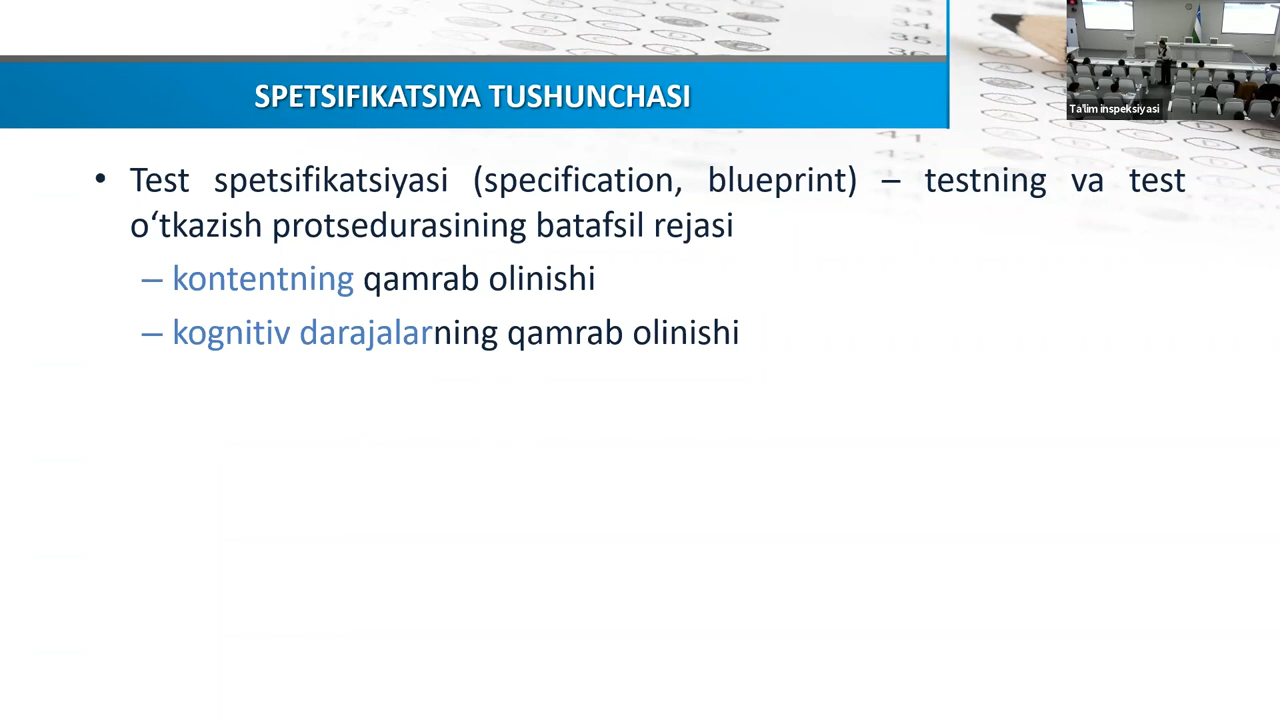 SPETSIFIKATSIYA TUSHUNCHASI
Ta'lim inspeksiyasi
• Test spetsifikatsiyasi (specification, blueprint) – testning va test
o‘tkazish protsedurasining batafsil rejasi
– kontentning qamrab olinishi
– kognitiv darajalarning qamrab olinishi